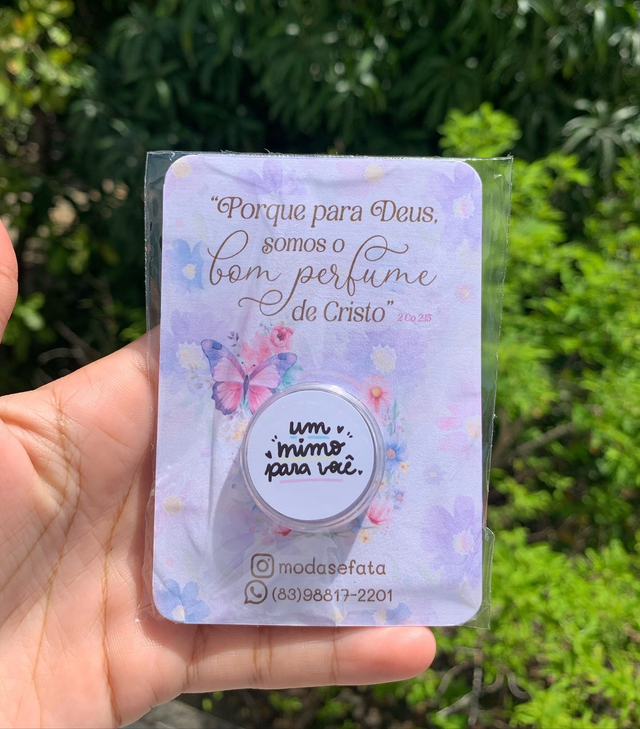 “Porque para Deus,
somos o
bom perfume
de Cristo” 2 Co 2:15
um
mimo
para você.
modasefata
(83)98817-2201